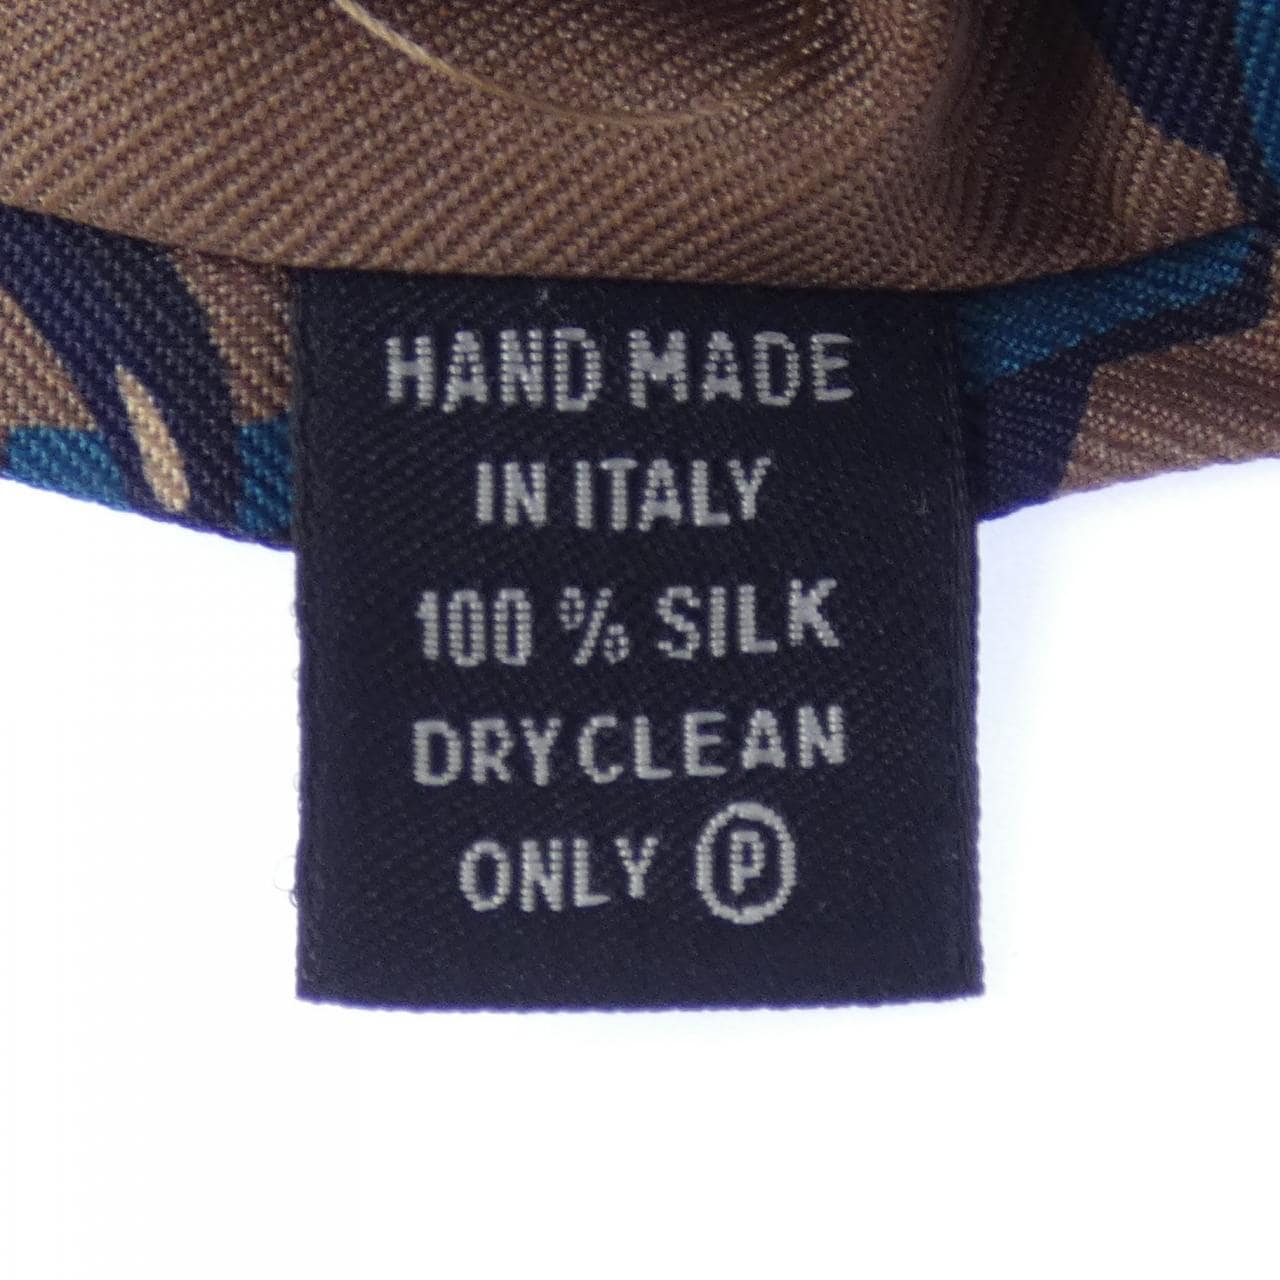 HAND MADE
IN ITALY
100 % SILK
DRY CLEAN
ONLY Ⓟ